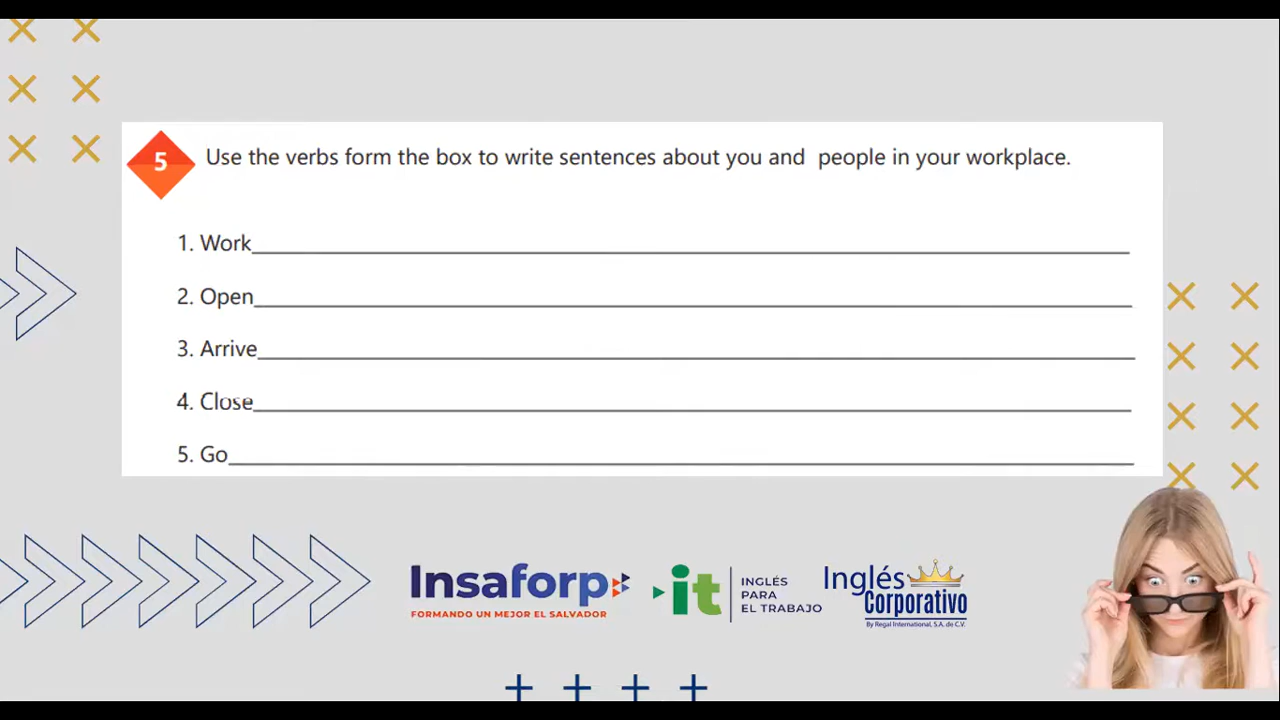 5
Use the verbs form the box to write sentences about you and people in your workplace.
1. Work
2. Open
3. Arrive
4. Close
5. Go
Insaforp
FORMANDO UN MEJOR EL SALVADOR
it
INGLÉS
PARA
EL TRABAJO
Inglés
Corporativo
By Regal International, S.A. de C.V.